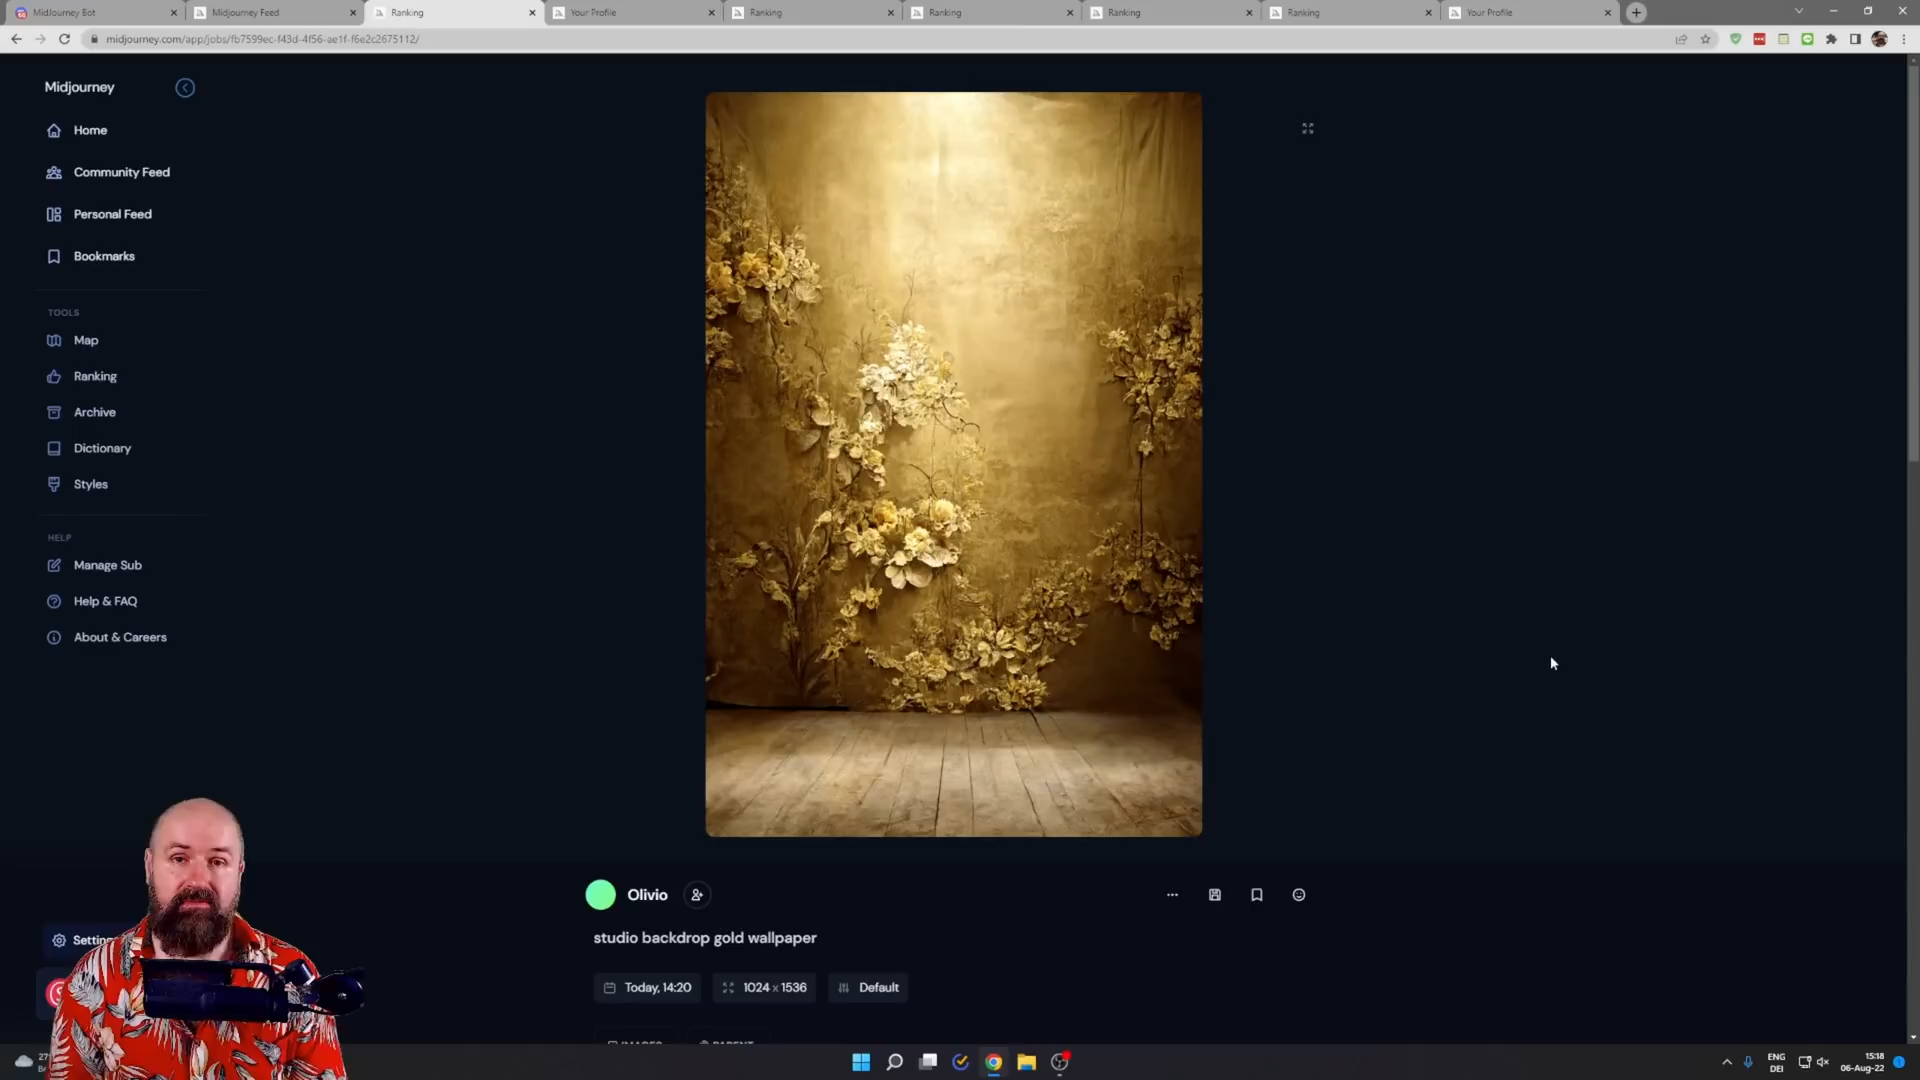 MidJourney Bot
Midjourney Feed
Ranking
Your Profile
Ranking
Ranking
Ranking
Ranking
Your Profile
midjourney.com/app/jobs/fb7599ec-f43d-4f56-ae1f-f6e2c2675112/
Midjourney
Home
Community Feed
Personal Feed
Bookmarks
TOOLS
Map
Ranking
Archive
Dictionary
Styles
HELP
Manage Sub
Help & FAQ
About & Careers
Olivio
studio backdrop gold wallpaper
Today, 14:20
1024 x 1536
Default
ENG
DEI
15:18
06-Aug-22